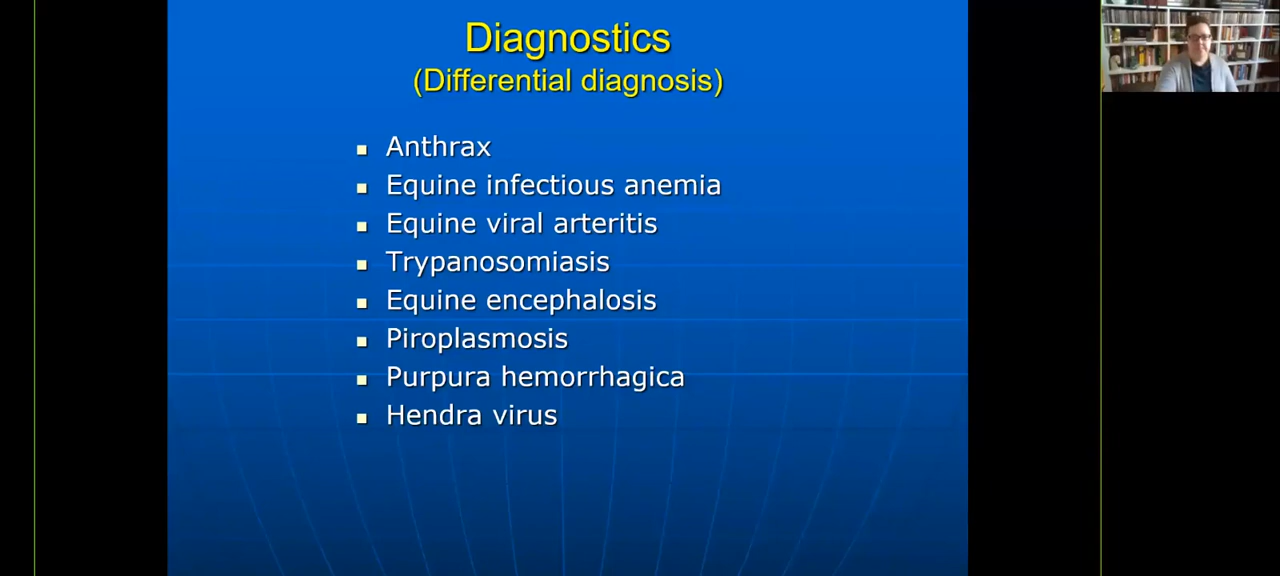 Diagnostics
(Differential diagnosis)
Anthrax
Equine infectious anemia
Equine viral arteritis
Trypanosomiasis
Equine encephalosis
Piroplasmosis
Purpura hemorrhagica
Hendra virus